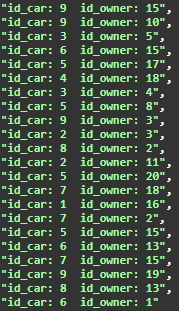 "id_car: 9  id_owner: 15",
"id_car: 9  id_owner: 10",
"id_car: 3  id_owner: 5",
"id_car: 6  id_owner: 15",
"id_car: 5  id_owner: 17",
"id_car: 4  id_owner: 18",
"id_car: 3  id_owner: 4",
"id_car: 5  id_owner: 8",
"id_car: 9  id_owner: 3",
"id_car: 2  id_owner: 3",
"id_car: 8  id_owner: 2",
"id_car: 2  id_owner: 11",
"id_car: 5  id_owner: 20",
"id_car: 7  id_owner: 18",
"id_car: 1  id_owner: 16",
"id_car: 7  id_owner: 2",
"id_car: 5  id_owner: 15",
"id_car: 6  id_owner: 13",
"id_car: 7  id_owner: 15",
"id_car: 9  id_owner: 19",
"id_car: 8  id_owner: 13",
"id_car: 6  id_owner: 1"